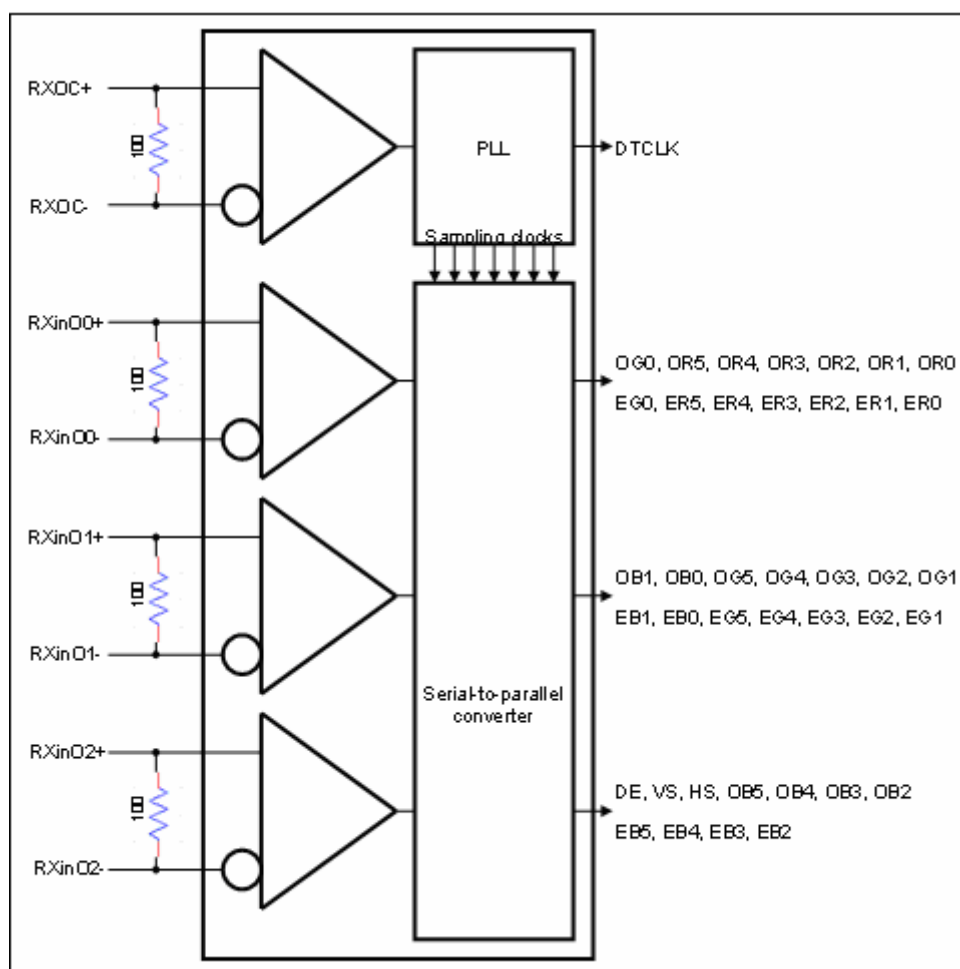 RXOC+
100
RXOC-
PLL
DTCLK
Sampling clocks
RXinO0+
100
RXinO0-
OG0, OR5, OR4, OR3, OR2, OR1, OR0
EG0, ER5, ER4, ER3, ER2, ER1, ER0
RXinO1+
100
RXinO1-
OB1, OB0, OG5, OG4, OG3, OG2, OG1
EB1, EB0, EG5, EG4, EG3, EG2, EG1
Serial-to-parallel
converter
RXinO2+
100
RXinO2-
DE, VS, HS, OB5, OB4, OB3, OB2
EB5, EB4, EB3, EB2